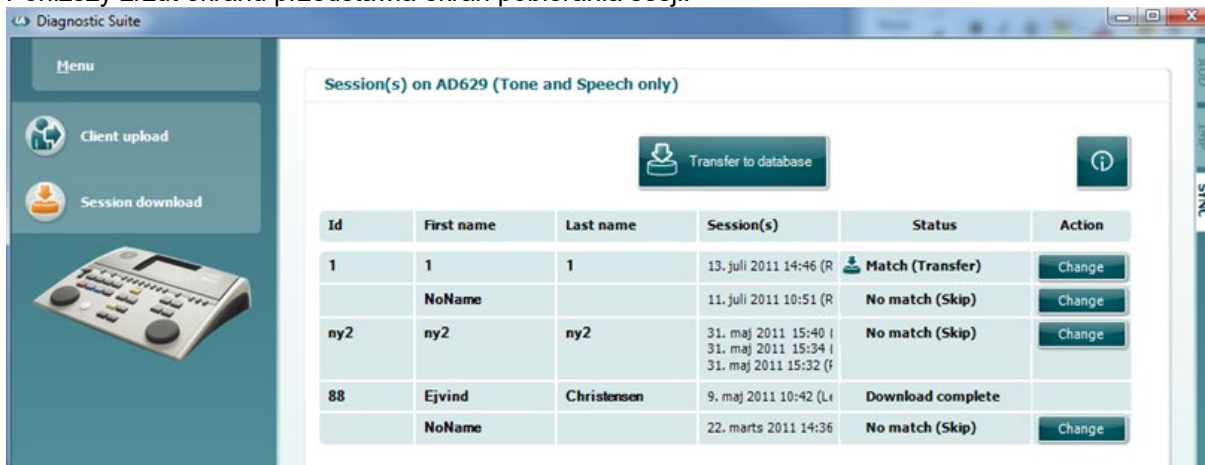 Diagnostic Suite
Menu
Client upload
Session download
Session(s) on AD629 (Tone and Speech only)
Transfer to database
Id First name Last name Session(s) Status Action
1 1 1 13. juli 2011 14:46 (R Match (Transfer) Change
NoName 11. juli 2011 10:51 (R No match (Skip) Change
ny2 ny2 ny2 31. maj 2011 15:40 ( No match (Skip) Change
31. maj 2011 15:34 (
31. maj 2011 15:32 (F
88 Ejvind Christensen 9. maj 2011 10:42 (Le Download complete
NoName 22. marts 2011 14:36 No match (Skip) Change
AUD
IMP
SYNC